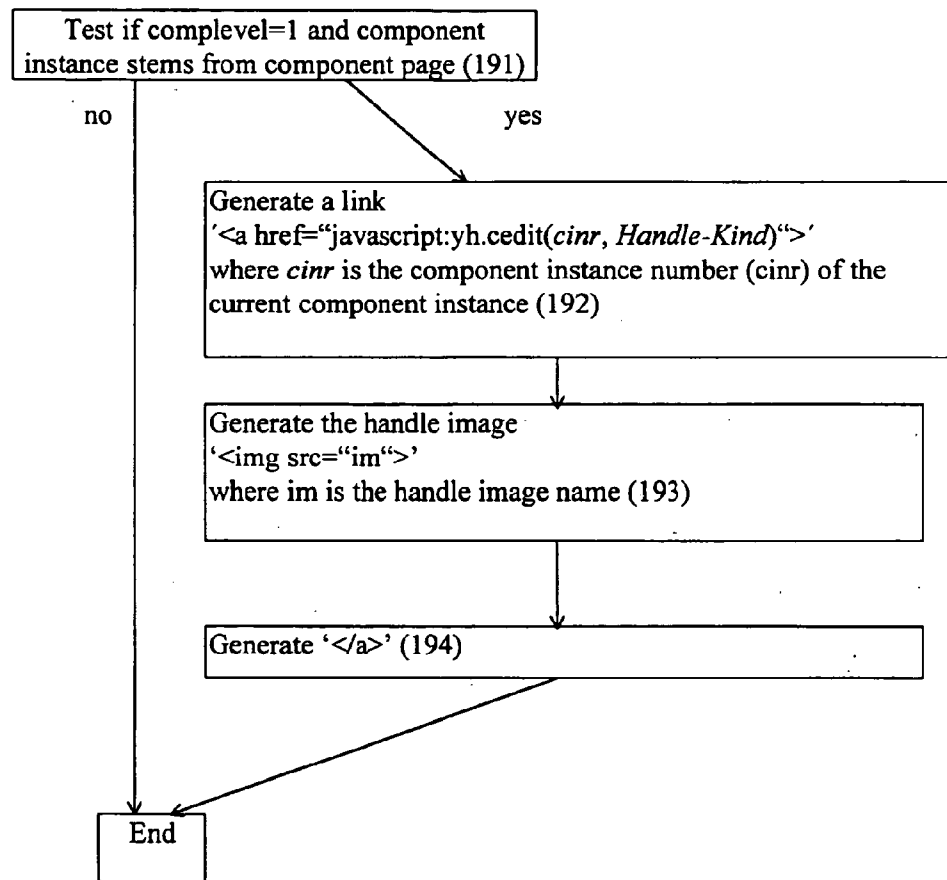 Test if complevel=1 and component
instance stems from component page (191)
no
yes
Generate a link
´<a href=“javascript:yh.cedit(cinr, Handle-Kind)“>´
where cinr is the component instance number (cinr) of the
current component instance (192)
Generate the handle image
‘<img src=“im“>’
where im is the handle image name (193)
Generate ‘</a>’ (194)
End